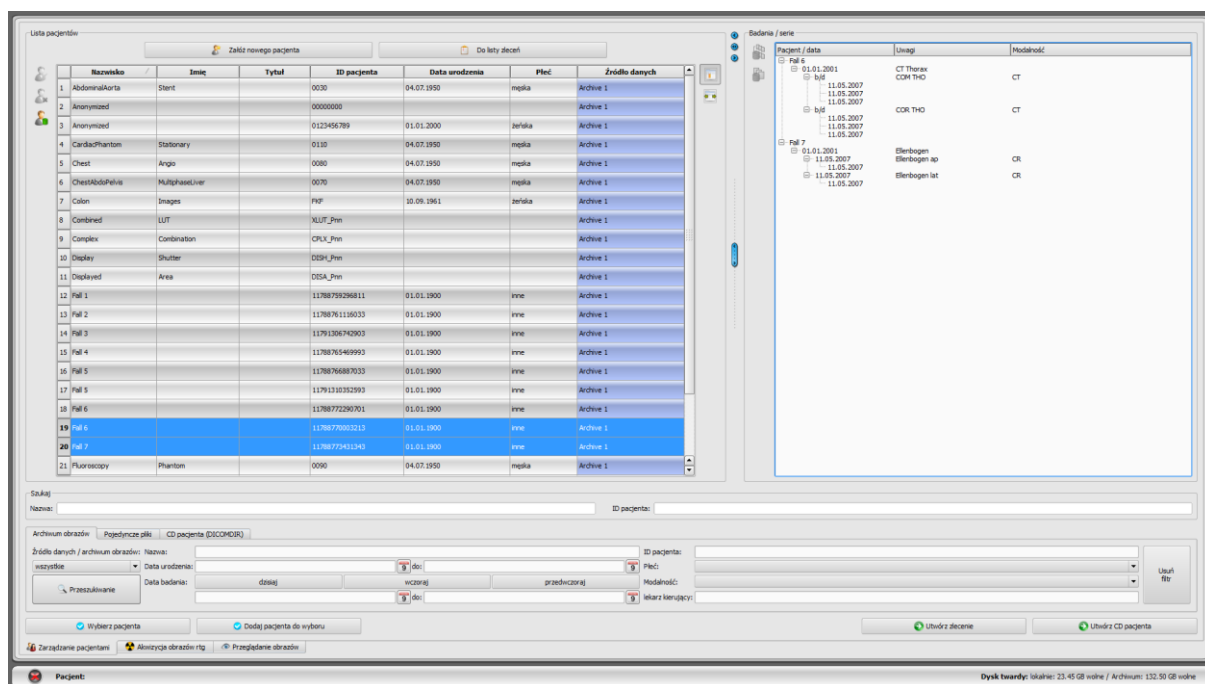 Lista pacjentów
Załóż nowego pacjenta Do listy zleceń
Nazwisko Imię Tytuł ID pacjenta Data urodzenia Płeć Źródło danych
1 AbdominalAorta Stent 0030 04.07.1950 męska Archive 1
2 Anonymized 00000000 Archive 1
3 Anonymized 0123456789 01.01.2000 żeńska Archive 1
4 CardiacPhantom Stationary 0110 04.07.1950 męska Archive 1
5 Chest Angio 0080 04.07.1950 męska Archive 1
6 ChestAbdoPelvis MultiphaseLiver 0070 04.07.1950 męska Archive 1
7 Colon Images FKF 10.09.1961 żeńska Archive 1
8 Combined LUT XLUT_Pnn Archive 1
9 Complex Combination CPLX_Pnn Archive 1
10 Display Shutter DISH_Pnn Archive 1
11 Displayed Area DISA_Pnn Archive 1
12 Fall 1 11788759296811 01.01.1900 inne Archive 1
13 Fall 2 11788761116033 01.01.1900 inne Archive 1
14 Fall 3 11791306742903 01.01.1900 inne Archive 1
15 Fall 4 11788765469993 01.01.1900 inne Archive 1
16 Fall 5 11788766887033 01.01.1900 inne Archive 1
17 Fall 5 11791310352593 01.01.1900 inne Archive 1
18 Fall 6 11788772290701 01.01.1900 inne Archive 1
19 Fall 6 11788770003213 01.01.1900 inne Archive 1
20 Fall 7 11788773431343 01.01.1900 inne Archive 1
21 Fluoroscopy Phantom 0090 04.07.1950 męska Archive 1
Badania / serie
Pacjent / data Uwagi Modalność
Fall 6
01.01.2001 CT Thorax
b/d COM THO CT
11.05.2007
11.05.2007
11.05.2007
b/d COR THO CT
11.05.2007
11.05.2007
11.05.2007
Fall 7
01.01.2001 Ellenbogen
11.05.2007 Ellenbogen ap CR
11.05.2007
11.05.2007 Ellenbogen lat CR
11.05.2007
Szukaj
Nazwa: ID pacjenta:
Archiwum obrazów Pojedyncze pliki CD pacjenta (DICOMDIR)
Źródło danych / archiwum obrazów: Nazwa: ID pacjenta:
wszystkie Data urodzenia: 9 do: 9 Płeć:
Usuń
filtr
Przeszukiwanie Data badania: dzisiaj wczoraj przedwczoraj Modalność:
9 do: 9 lekarz kierujący:
Wybierz pacjenta Dodaj pacjenta do wyboru Utwórz zlecenie Utwórz CD pacjenta
Zarządzanie pacjentami Akwizycja obrazów rtg Przeglądanie obrazów
Pacjent: Dysk twardy: lokalnie: 23.45 GB wolne / Archiwum: 132.50 GB wolne